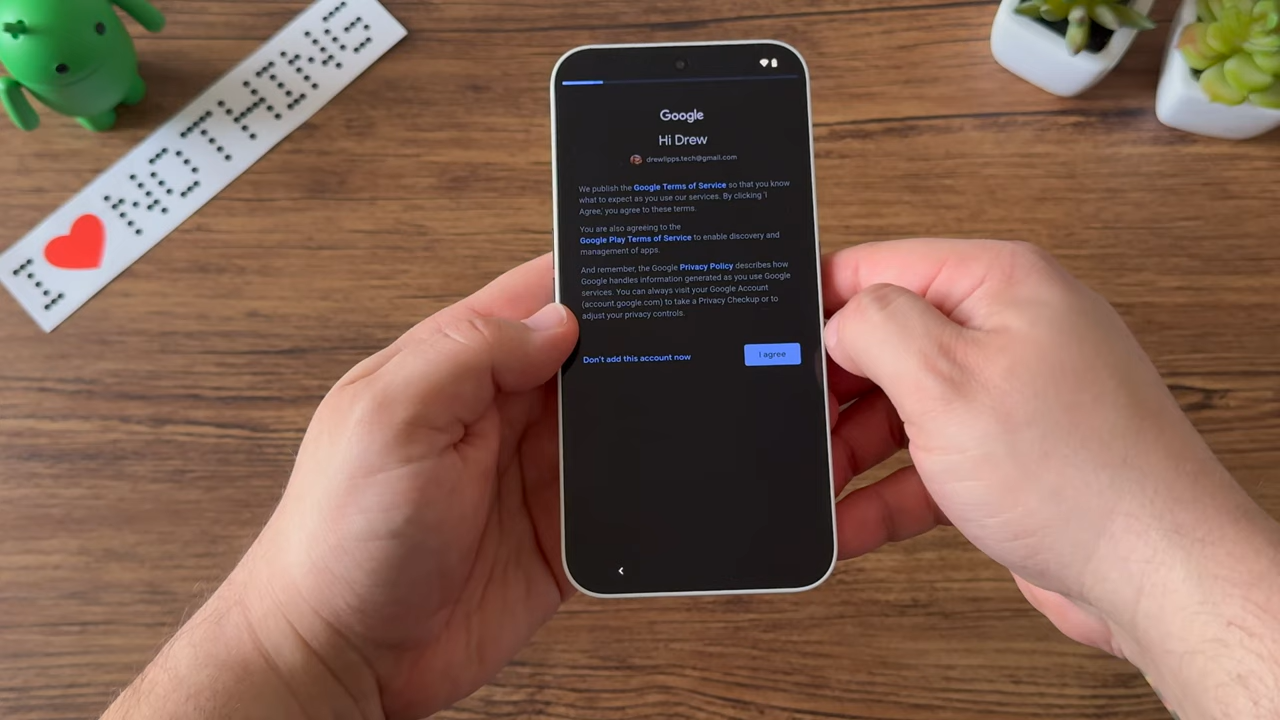 I ❤ NOTHING
Google
Hi Drew
drewlipps.tech@gmail.com
We publish the Google Terms of Service so that you know
what to expect as you use our services. By clicking 'I
Agree,' you agree to these terms.
You are also agreeing to the
Google Play Terms of Service to enable discovery and
management of apps.
And remember, the Google Privacy Policy describes how
Google handles information generated as you use Google
services. You can always visit your Google Account
(account.google.com) to take a Privacy Checkup or to
adjust your privacy controls.
Don't add this account now
I agree